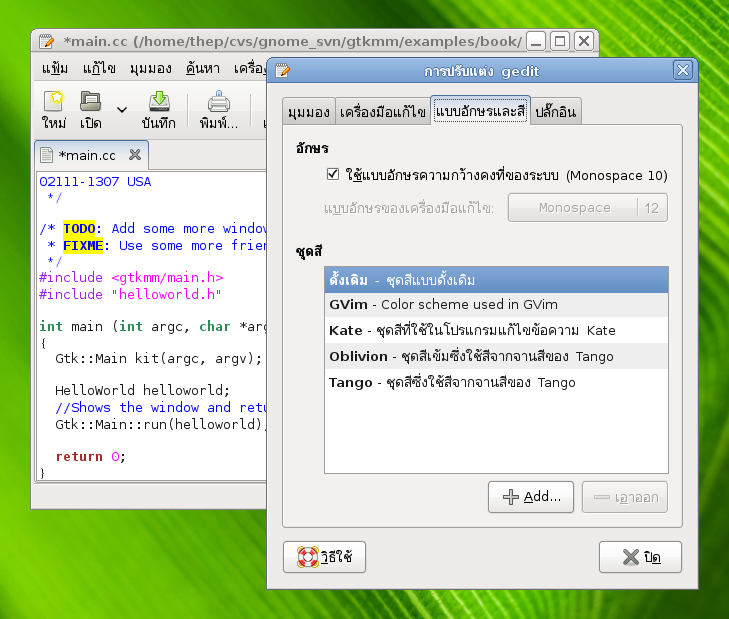 *main.cc (/home/thep/cvs/gnome_svn/gtkmm/examples/book/
แฟ้ม แก้ไข มุมมอง ค้นหา เครื่อง
ใหม่ เปิด บันทึก พิมพ์...
*main.cc
02111-1307 USA
*/
/* TODO: Add some more window
* FIXME: Use some more frien
*/
#include <gtkmm/main.h>
#include "helloworld.h"
int main (int argc, char *arg
{
Gtk::Main kit(argc, argv);
HelloWorld helloworld;
//Shows the window and retu
Gtk::Main::run(helloworld);
return 0;
}
การปรับแต่ง gedit
มุมมอง เครื่องมือแก้ไข แบบอักษรและสี ปลั๊กอิน
อักษร
ใช้แบบอักษรความกว้างคงที่ของระบบ (Monospace 10)
แบบอักษรของเครื่องมือแก้ไข: Monospace 12
ชุดสี
ดั้งเดิม - ชุดสีแบบดั้งเดิม
GVim - Color scheme used in GVim
Kate - ชุดสีที่ใช้ในโปรแกรมแก้ไขข้อความ Kate
Oblivion - ชุดสีเข้มซึ่งใช้สีจากจานสีของ Tango
Tango - ชุดสีซึ่งใช้สีจากจานสีของ Tango
Add... เอาออก
วิธีใช้ ปิด